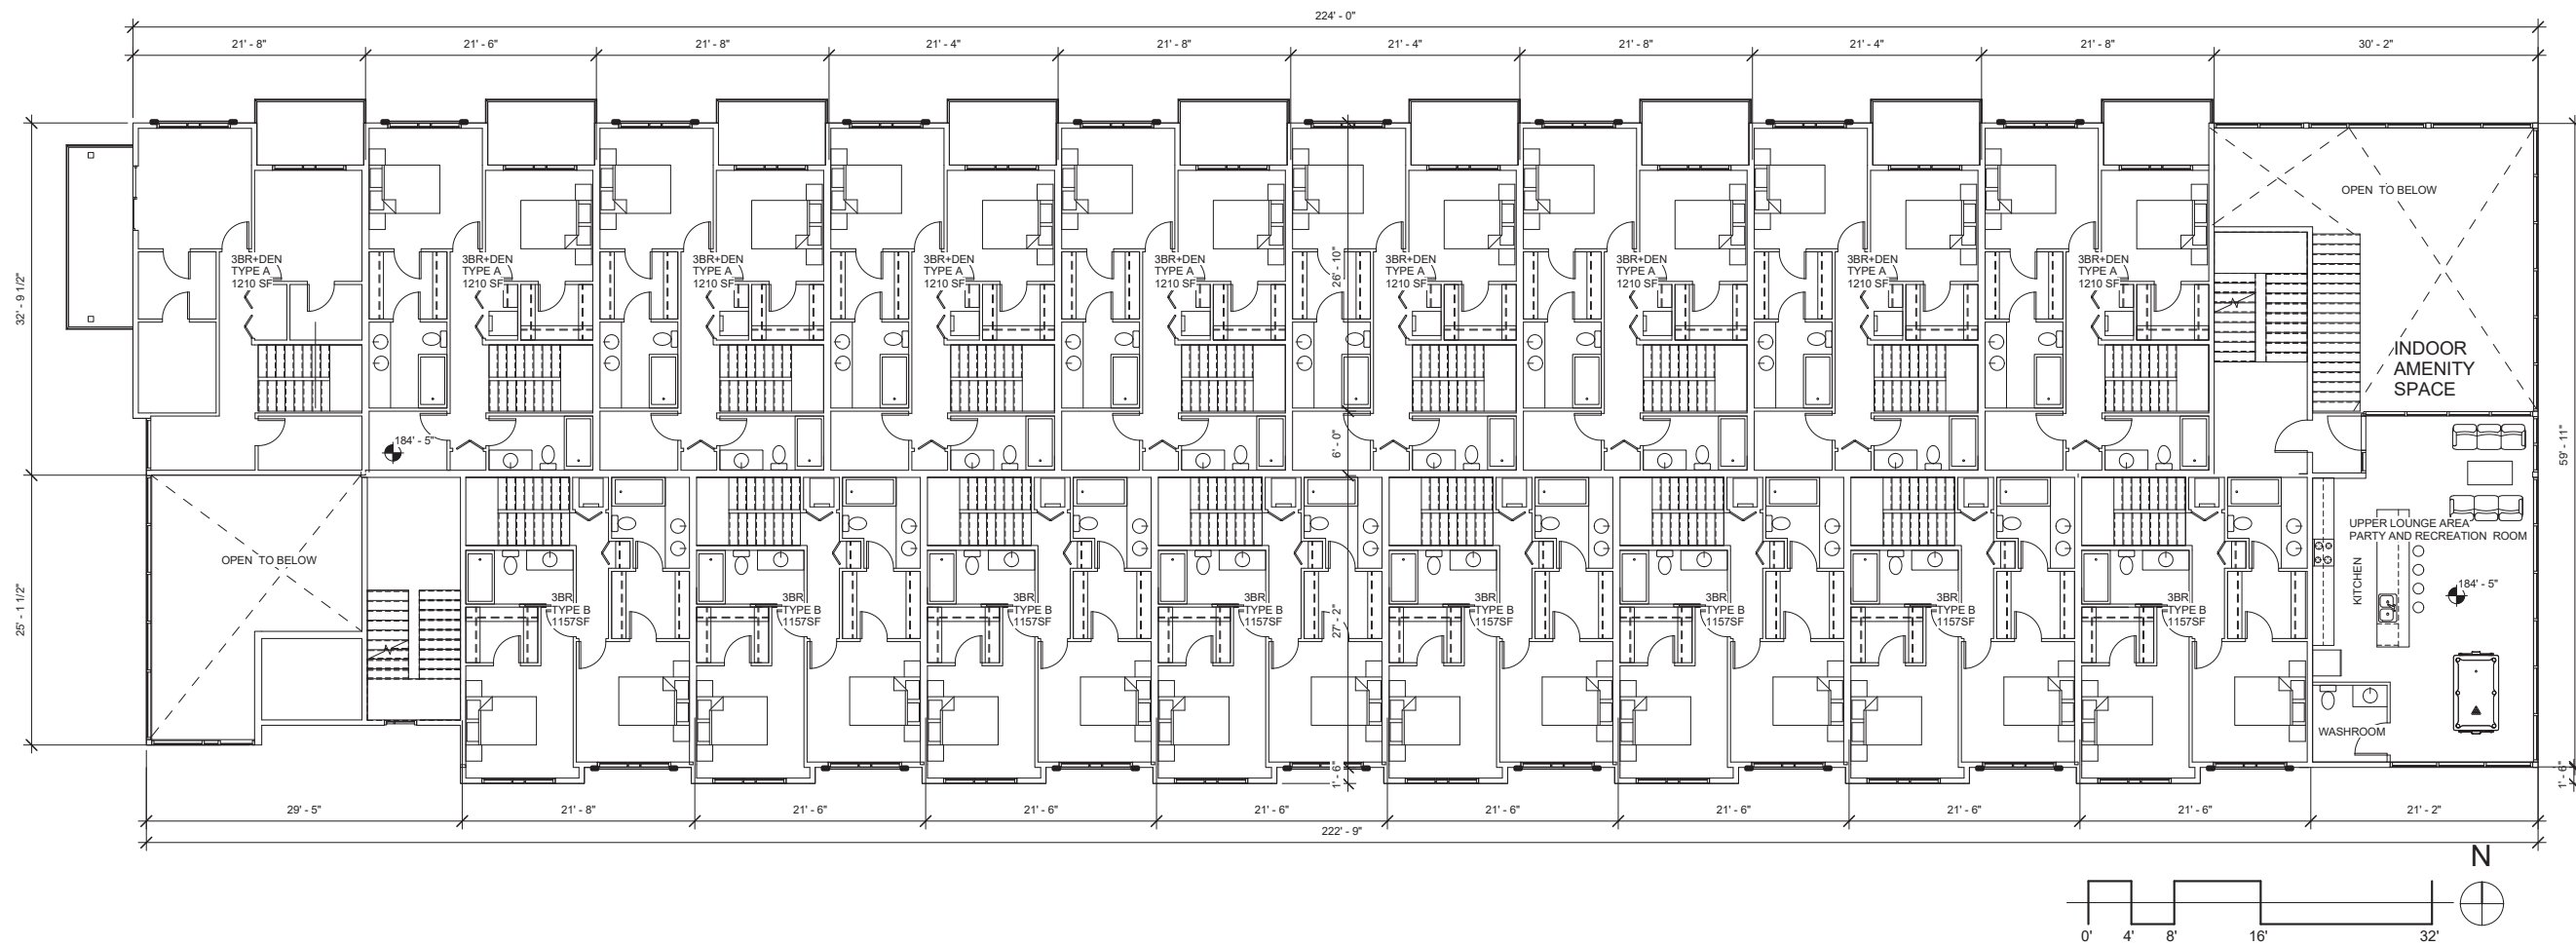 224' - 0"
21' - 8"
21' - 6"
21' - 8"
21' - 4"
21' - 8"
21' - 4"
21' - 8"
21' - 4"
21' - 8"
30' - 2"
32' - 9 1/2"
25' - 1 1/2"
59' - 11"
1' - 6"
OPEN TO BELOW
3BR+DEN
TYPE A
1210 SF
3BR+DEN
TYPE A
1210 SF
3BR+DEN
TYPE A
1210 SF
3BR+DEN
TYPE A
1210 SF
3BR+DEN
TYPE A
1210 SF
26' - 10"
3BR+DEN
TYPE A
1210 SF
3BR+DEN
TYPE A
1210 SF
3BR+DEN
TYPE A
1210 SF
3BR+DEN
TYPE A
1210 SF
INDOOR
AMENITY
SPACE
184' - 5"
6' - 0"
UPPER LOUNGE AREA
PARTY AND RECREATION ROOM
OPEN TO BELOW
KITCHEN
184' - 5"
3BR
TYPE B
1157SF
3BR
TYPE B
1157SF
3BR
TYPE B
1157SF
3BR
TYPE B
1157SF
27' - 2"
3BR
TYPE B
1157SF
3BR
TYPE B
1157SF
3BR
TYPE B
1157SF
3BR
TYPE B
1157SF
WASHROOM
1' - 6"
29' - 5"
21' - 8"
21' - 6"
21' - 6"
21' - 6"
21' - 6"
21' - 6"
21' - 6"
21' - 6"
21' - 2"
222' - 9"
N
0'
4'
8'
16'
32'